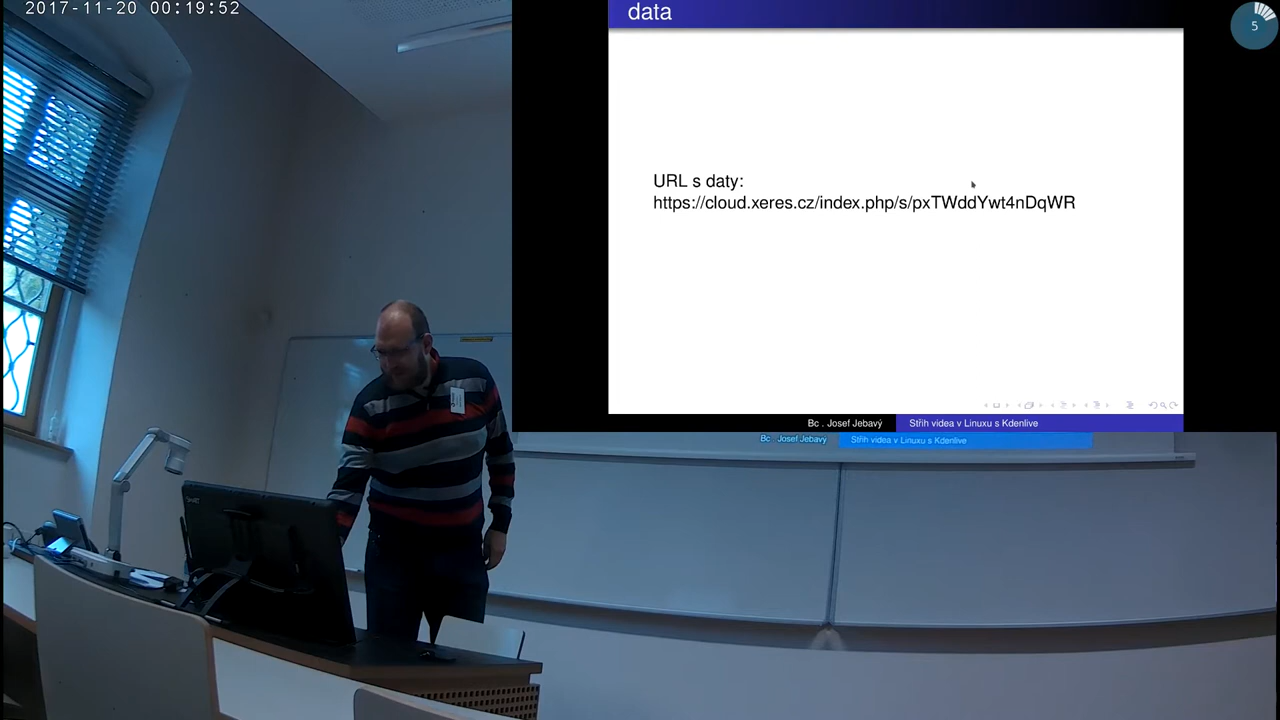 2017-11-20 00:19:52
data
5
URL s daty:
https://cloud.xeres.cz/index.php/s/pxTWddYwt4nDqWR
Bc . Josef Jebavý
Střih videa v Linuxu s Kdenlive
Bc . Josef Jebavý
Střih videa v Linuxu s Kdenlive
SMART